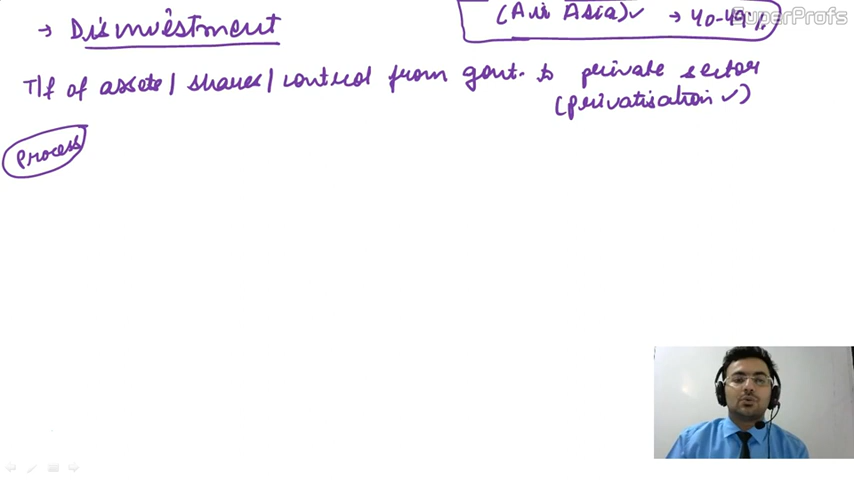 (Air Asia)✓ → 40-49%
SuperProfs
→ Disinvestment
T/f of assets/ shares/ control from govt. to private sector
(privatisation ✓)
Process